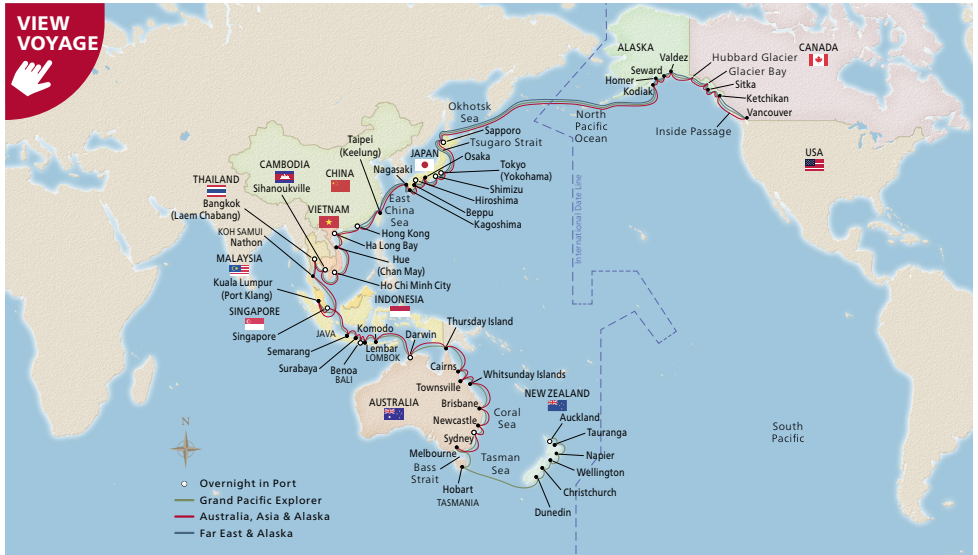 VIEW
VOYAGE
ALASKA
Valdez
Seward
Homer
Kodiak
Hubbard Glacier
Glacier Bay
Sitka
Ketchikan
Vancouver
CANADA
Inside Passage
North
Pacific
Ocean
USA
Okhotsk
Sea
Sapporo
Tsugaro Strait
Osaka
Tokyo
(Yokohama)
Shimizu
Hiroshima
Beppu
Kagoshima
JAPAN
Nagasaki
Taipei
(Keelung)
East
China
Sea
CHINA
CAMBODIA
Sihanoukville
THAILAND
Bangkok
(Laem Chabang)
VIETNAM
Hong Kong
Ha Long Bay
Hue
(Chan May)
Ho Chi Minh City
KOH SAMUI
Nathon
MALAYSIA
Kuala Lumpur
(Port Klang)
SINGAPORE
Singapore
INDONESIA
JAVA
Komodo
Semarang
Lembar
LOMBOK
Surabaya
Benoa
BALI
Darwin
Thursday Island
International Date Line
Cairns
Townsville
Whitsunday Islands
Brisbane
Newcastle
Sydney
Melbourne
AUSTRALIA
Coral
Sea
Bass
Strait
Tasman
Sea
Hobart
TASMANIA
NEW ZEALAND
Auckland
Tauranga
Napier
Wellington
Christchurch
Dunedin
South
Pacific
N
Overnight in Port
Grand Pacific Explorer
Australia, Asia & Alaska
Far East & Alaska